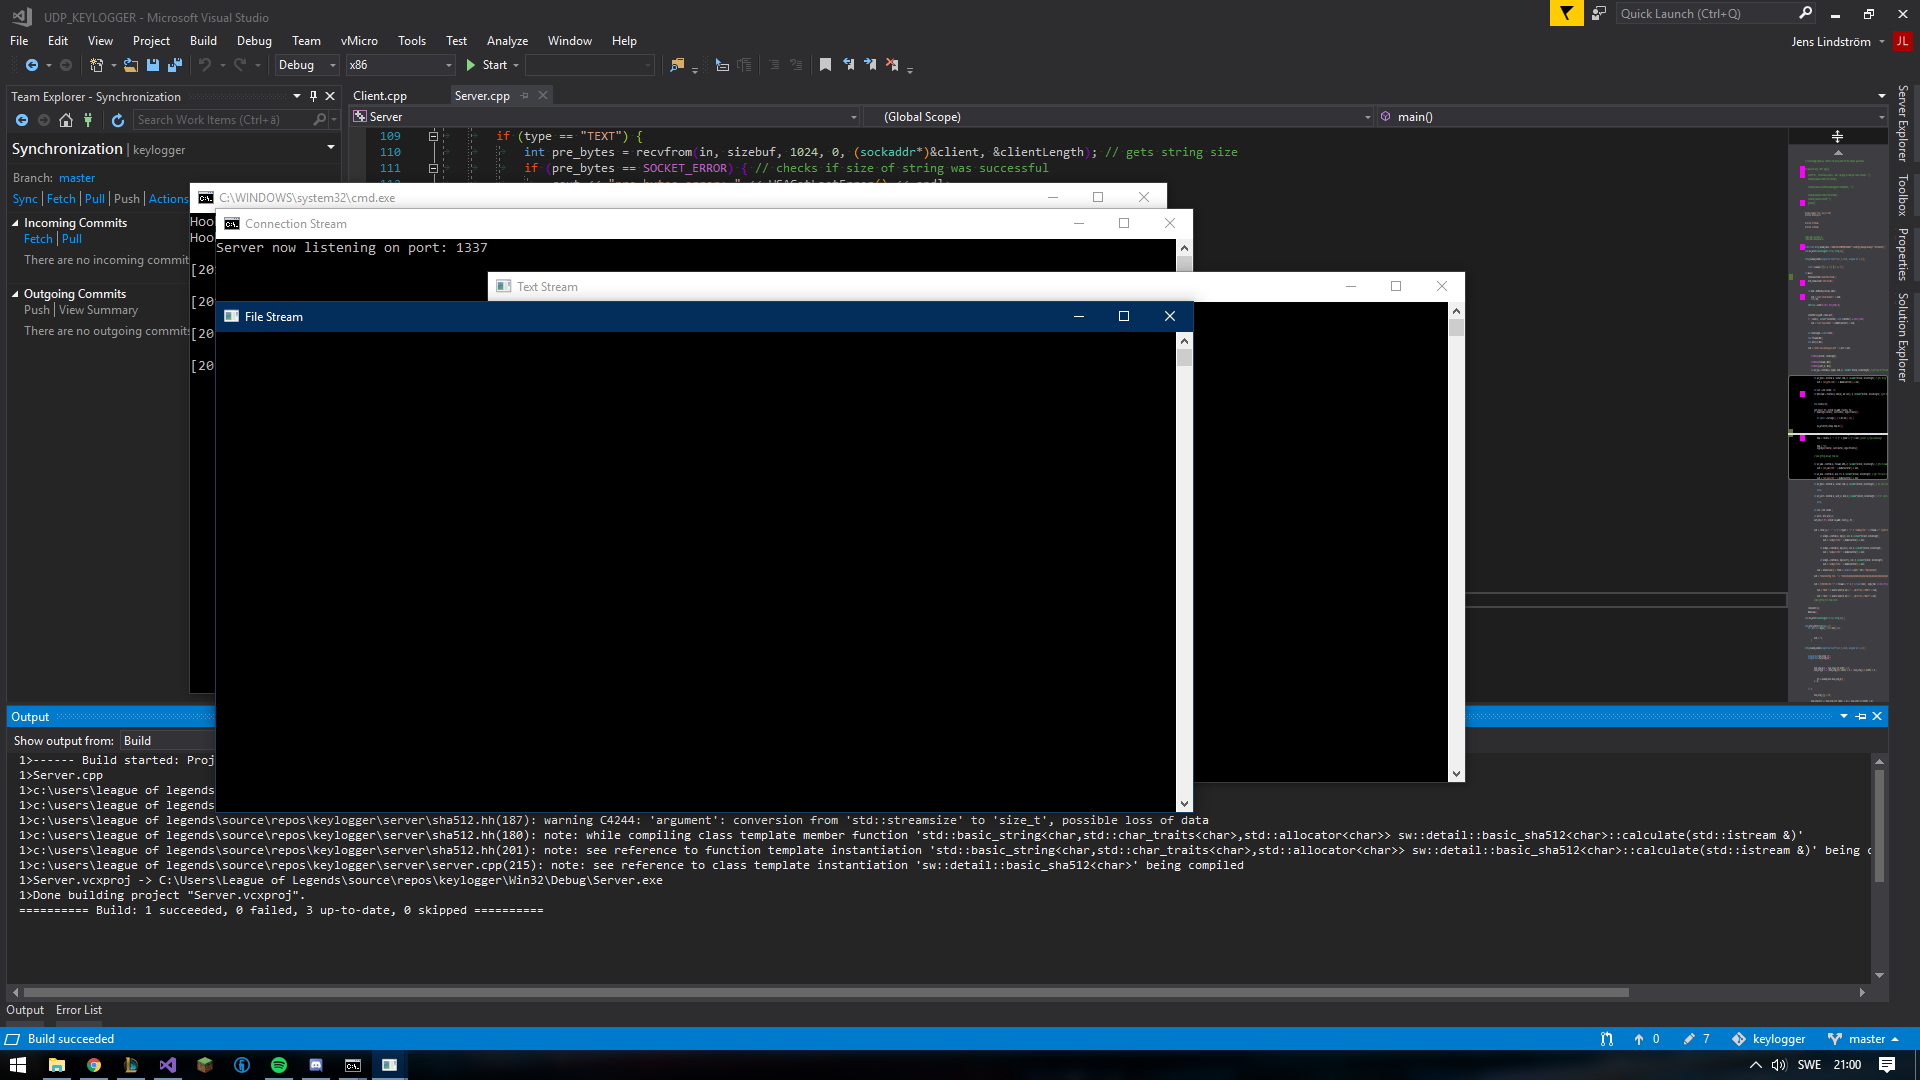 UDP_KEYLOGGER - Microsoft Visual Studio
Quick Launch (Ctrl+Q)
File Edit View Project Build Debug Team vMicro Tools Test Analyze Window Help
Jens Lindström JL
Debug x86 Start
Team Explorer - Synchronization
Client.cpp Server.cpp
Search Work Items (Ctrl+ä)
Server (Global Scope) main()
Synchronization | keylogger
109 if (type == "TEXT") {
110 int pre_bytes = recvfrom(in, sizebuf, 1024, 0, (sockaddr*)&client, &clientLength); // gets string size
111 if (pre_bytes == SOCKET_ERROR) { // checks if size of string was successful
Branch: master
Sync | Fetch | Pull | Push | Actions
C:\WINDOWS\system32\cmd.exe
Incoming Commits
Fetch | Pull
There are no incoming commit
Hoo
Hoo
[20
[20
[20
[20
Connection Stream
Server now listening on port: 1337
Text Stream
File Stream
Outgoing Commits
Push | View Summary
There are no outgoing commits
Server Explorer
Toolbox
Properties
Solution Explorer
Output
Show output from: Build
1>------ Build started: Proj
1>Server.cpp
1>c:\users\league of legends
1>c:\users\league of legends
1>c:\users\league of legends\source\repos\keylogger\server\sha512.hh(187): warning C4244: 'argument': conversion from 'std::streamsize' to 'size_t', possible loss of data
1>c:\users\league of legends\source\repos\keylogger\server\sha512.hh(180): note: while compiling class template member function 'std::basic_string<char,std::char_traits<char>,std::allocator<char>> sw::detail::basic_sha512<char>::calculate(std::istream &)'
1>c:\users\league of legends\source\repos\keylogger\server\sha512.hh(201): note: see reference to function template instantiation 'std::basic_string<char,std::char_traits<char>,std::allocator<char>> sw::detail::basic_sha512<char>::calculate(std::istream &)' being c
1>c:\users\league of legends\source\repos\keylogger\server\server.cpp(215): note: see reference to class template instantiation 'sw::detail::basic_sha512<char>' being compiled
1>Server.vcxproj -> C:\Users\League of Legends\source\repos\keylogger\Win32\Debug\Server.exe
1>Done building project "Server.vcxproj".
========== Build: 1 succeeded, 0 failed, 3 up-to-date, 0 skipped ==========
Output Error List
Build succeeded
0 7 keylogger master
SWE 21:00